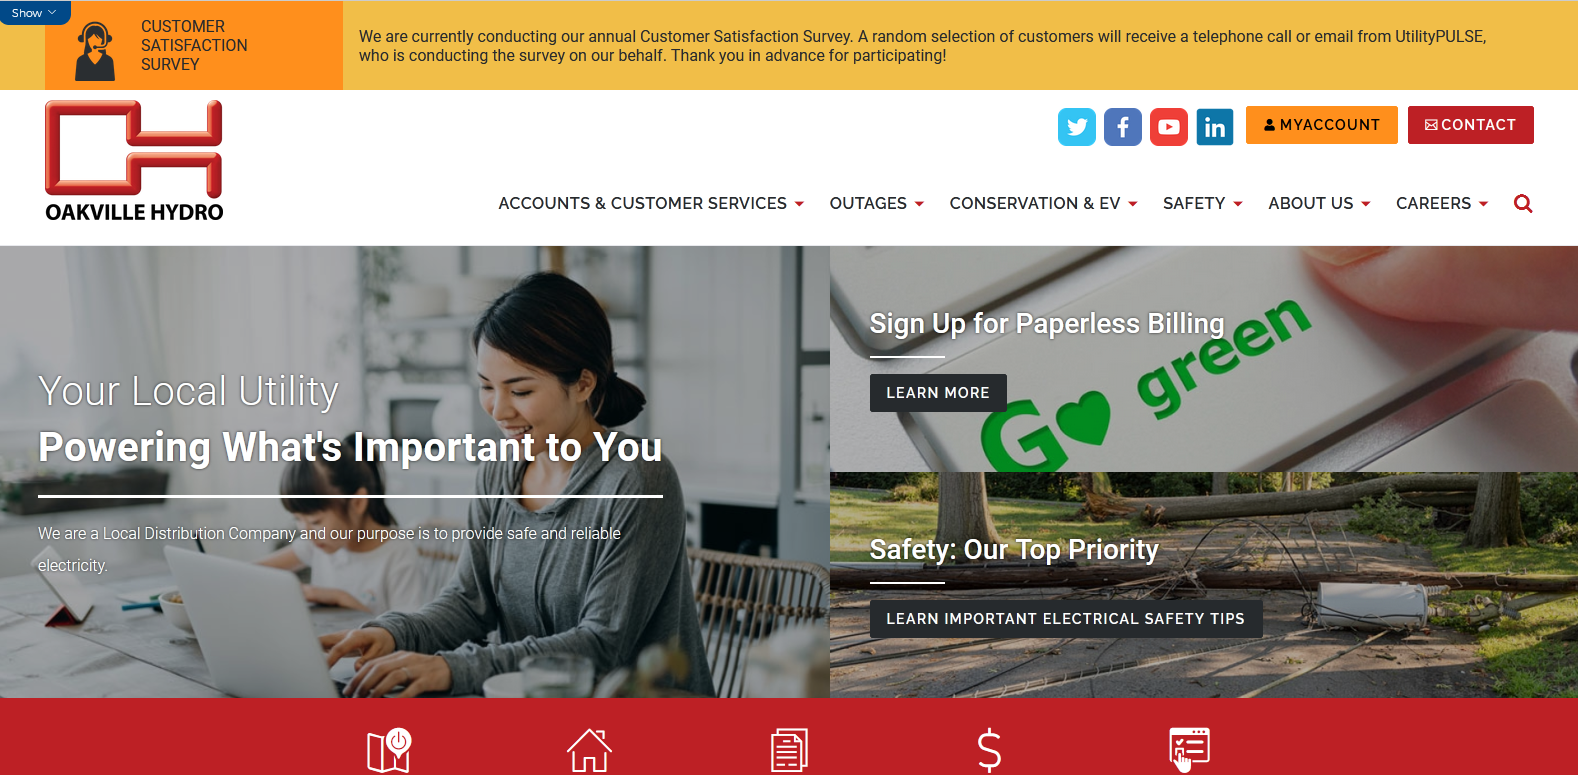 Show
CUSTOMER
SATISFACTION
SURVEY
We are currently conducting our annual Customer Satisfaction Survey. A random selection of customers will receive a telephone call or email from UtilityPULSE,
who is conducting the survey on our behalf. Thank you in advance for participating!
OAKVILLE HYDRO
in
MYACCOUNT
CONTACT
ACCOUNTS & CUSTOMER SERVICES
OUTAGES
CONSERVATION & EV
SAFETY
ABOUT US
CAREERS
Your Local Utility
Powering What's Important to You
We are a Local Distribution Company and our purpose is to provide safe and reliable
electricity.
Sign Up for Paperless Billing
LEARN MORE
Go green
Safety: Our Top Priority
LEARN IMPORTANT ELECTRICAL SAFETY TIPS